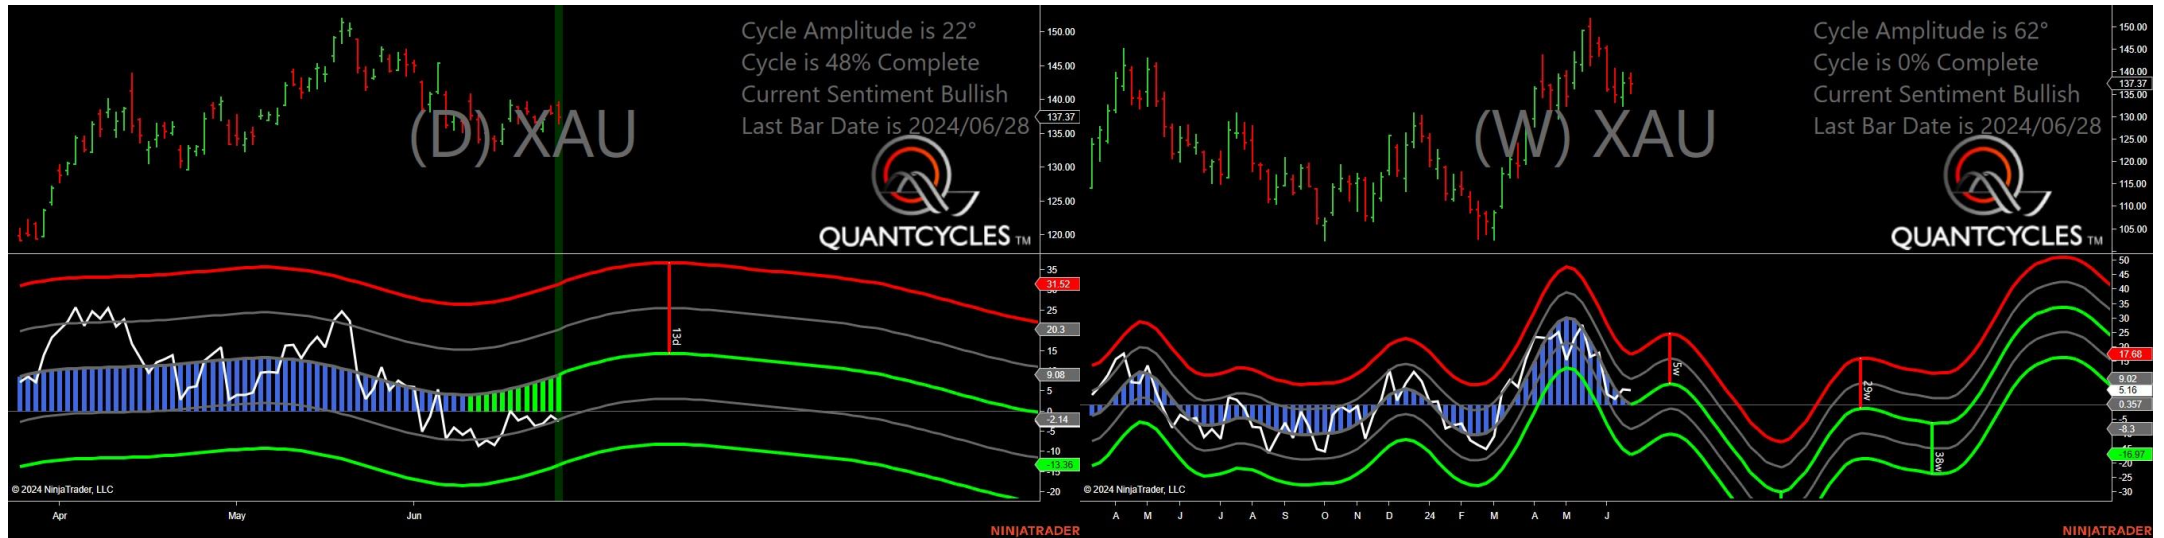 Cycle Amplitude is 22°
Cycle is 48% Complete
Current Sentiment Bullish
Last Bar Date is 2024/06/28
(D) XAU
QUANTCYCLES TM
150.00
145.00
140.00
137.37
135.00
130.00
125.00
120.00
35
31.52
25
20.3
15
9.08
5
0
-2.14
-5
-10
-13.36
-20
13d
© 2024 NinjaTrader, LLC
Apr May Jun
NINJATRADER
Cycle Amplitude is 62°
Cycle is 0% Complete
Current Sentiment Bullish
Last Bar Date is 2024/06/28
(W) XAU
QUANTCYCLES TM
150.00
145.00
140.00
137.37
135.00
130.00
125.00
120.00
115.00
110.00
105.00
50
45
40
35
30
25
17.68
9.02
5.16
0.357
-8.3
-16.97
-20
-25
-30
5w
29w
38w
© 2024 NinjaTrader, LLC
A M J J A S O N D 24 F M A M J
NINJATRADER